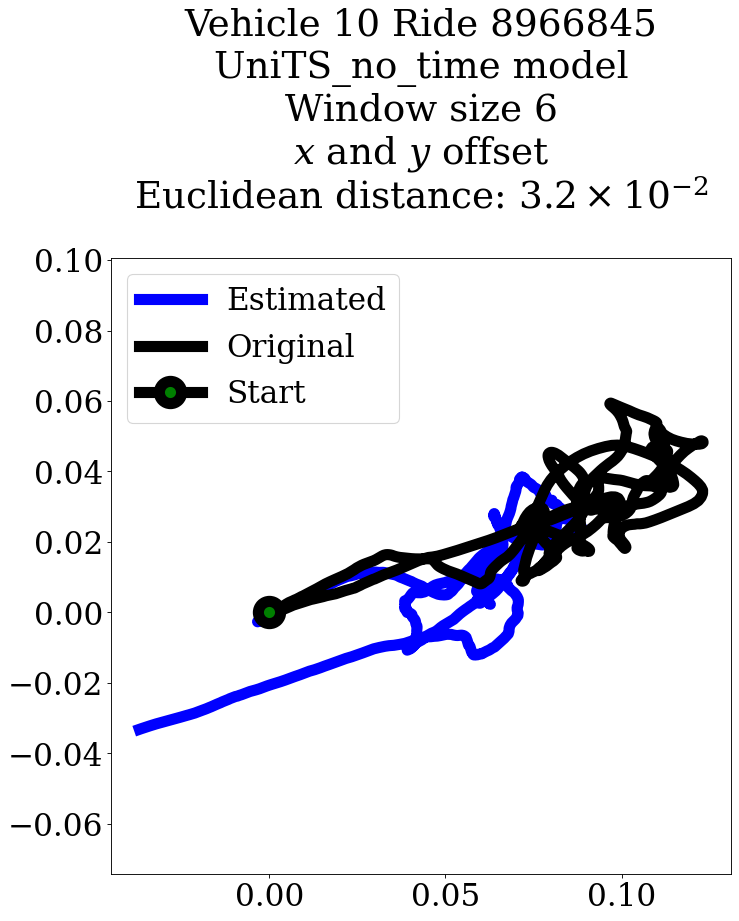 Vehicle 10 Ride 8966845
UniTS_no_time model
Window size 6
x and y offset
Euclidean distance: 3.2 × 10⁻²
0.10
Estimated
0.08
Original
0.06
Start
0.04
0.02
0.00
−0.02
−0.04
−0.06
0.00 0.05 0.10